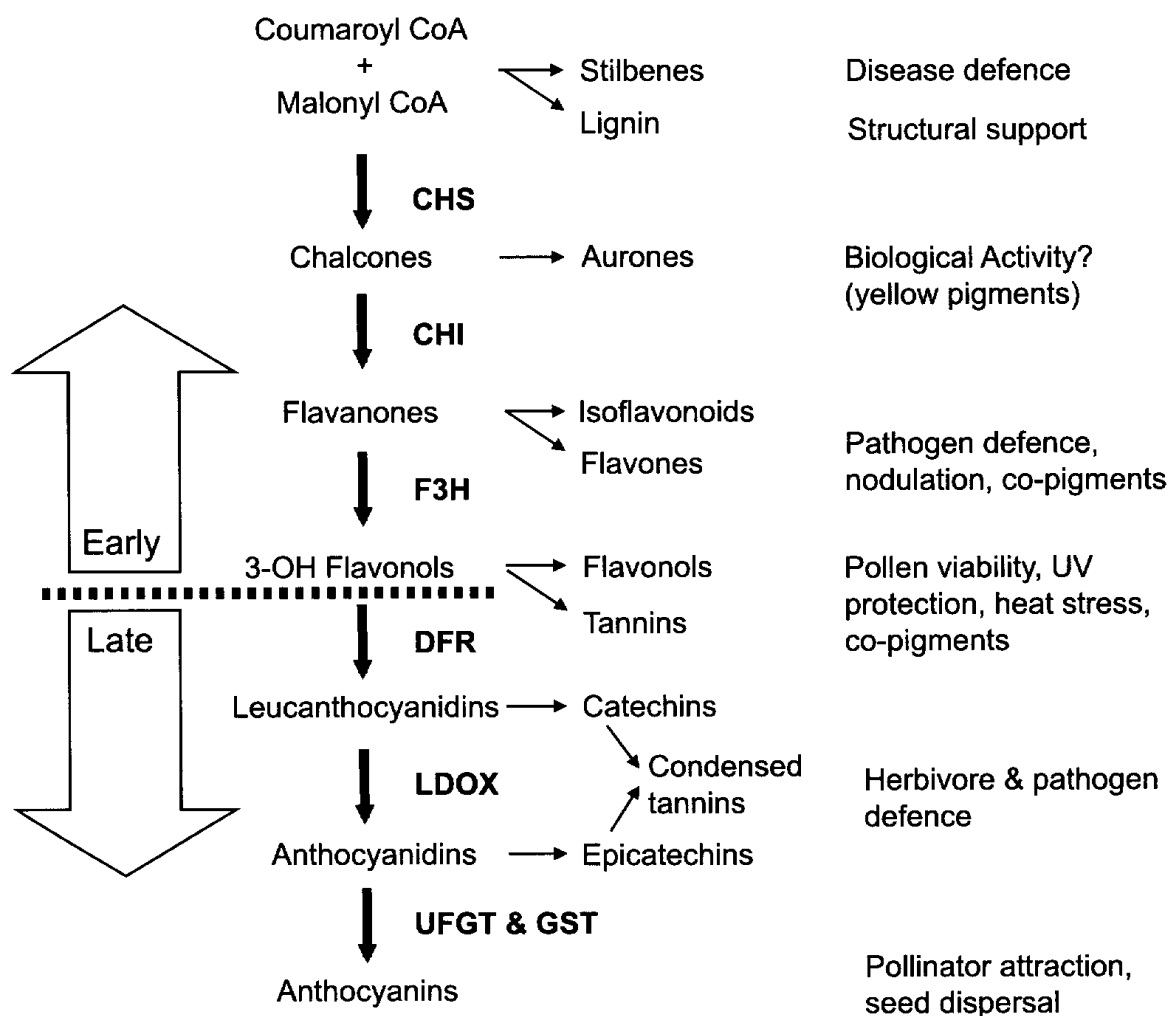 Coumaroyl CoA
+
Malonyl CoA
Stilbenes
Lignin
Disease defence
Structural support
CHS
Chalcones
Aurones
Biological Activity?
(yellow pigments)
CHI
Flavanones
Isoflavonoids
Flavones
Pathogen defence,
nodulation, co-pigments
F3H
Early
3-OH Flavonols
Flavonols
Tannins
Pollen viability, UV
protection, heat stress,
co-pigments
Late
DFR
Leucanthocyanidins
Catechins
LDOX
Condensed
tannins
Herbivore & pathogen
defence
Anthocyanidins
Epicatechins
UFGT & GST
Anthocyanins
Pollinator attraction,
seed dispersal